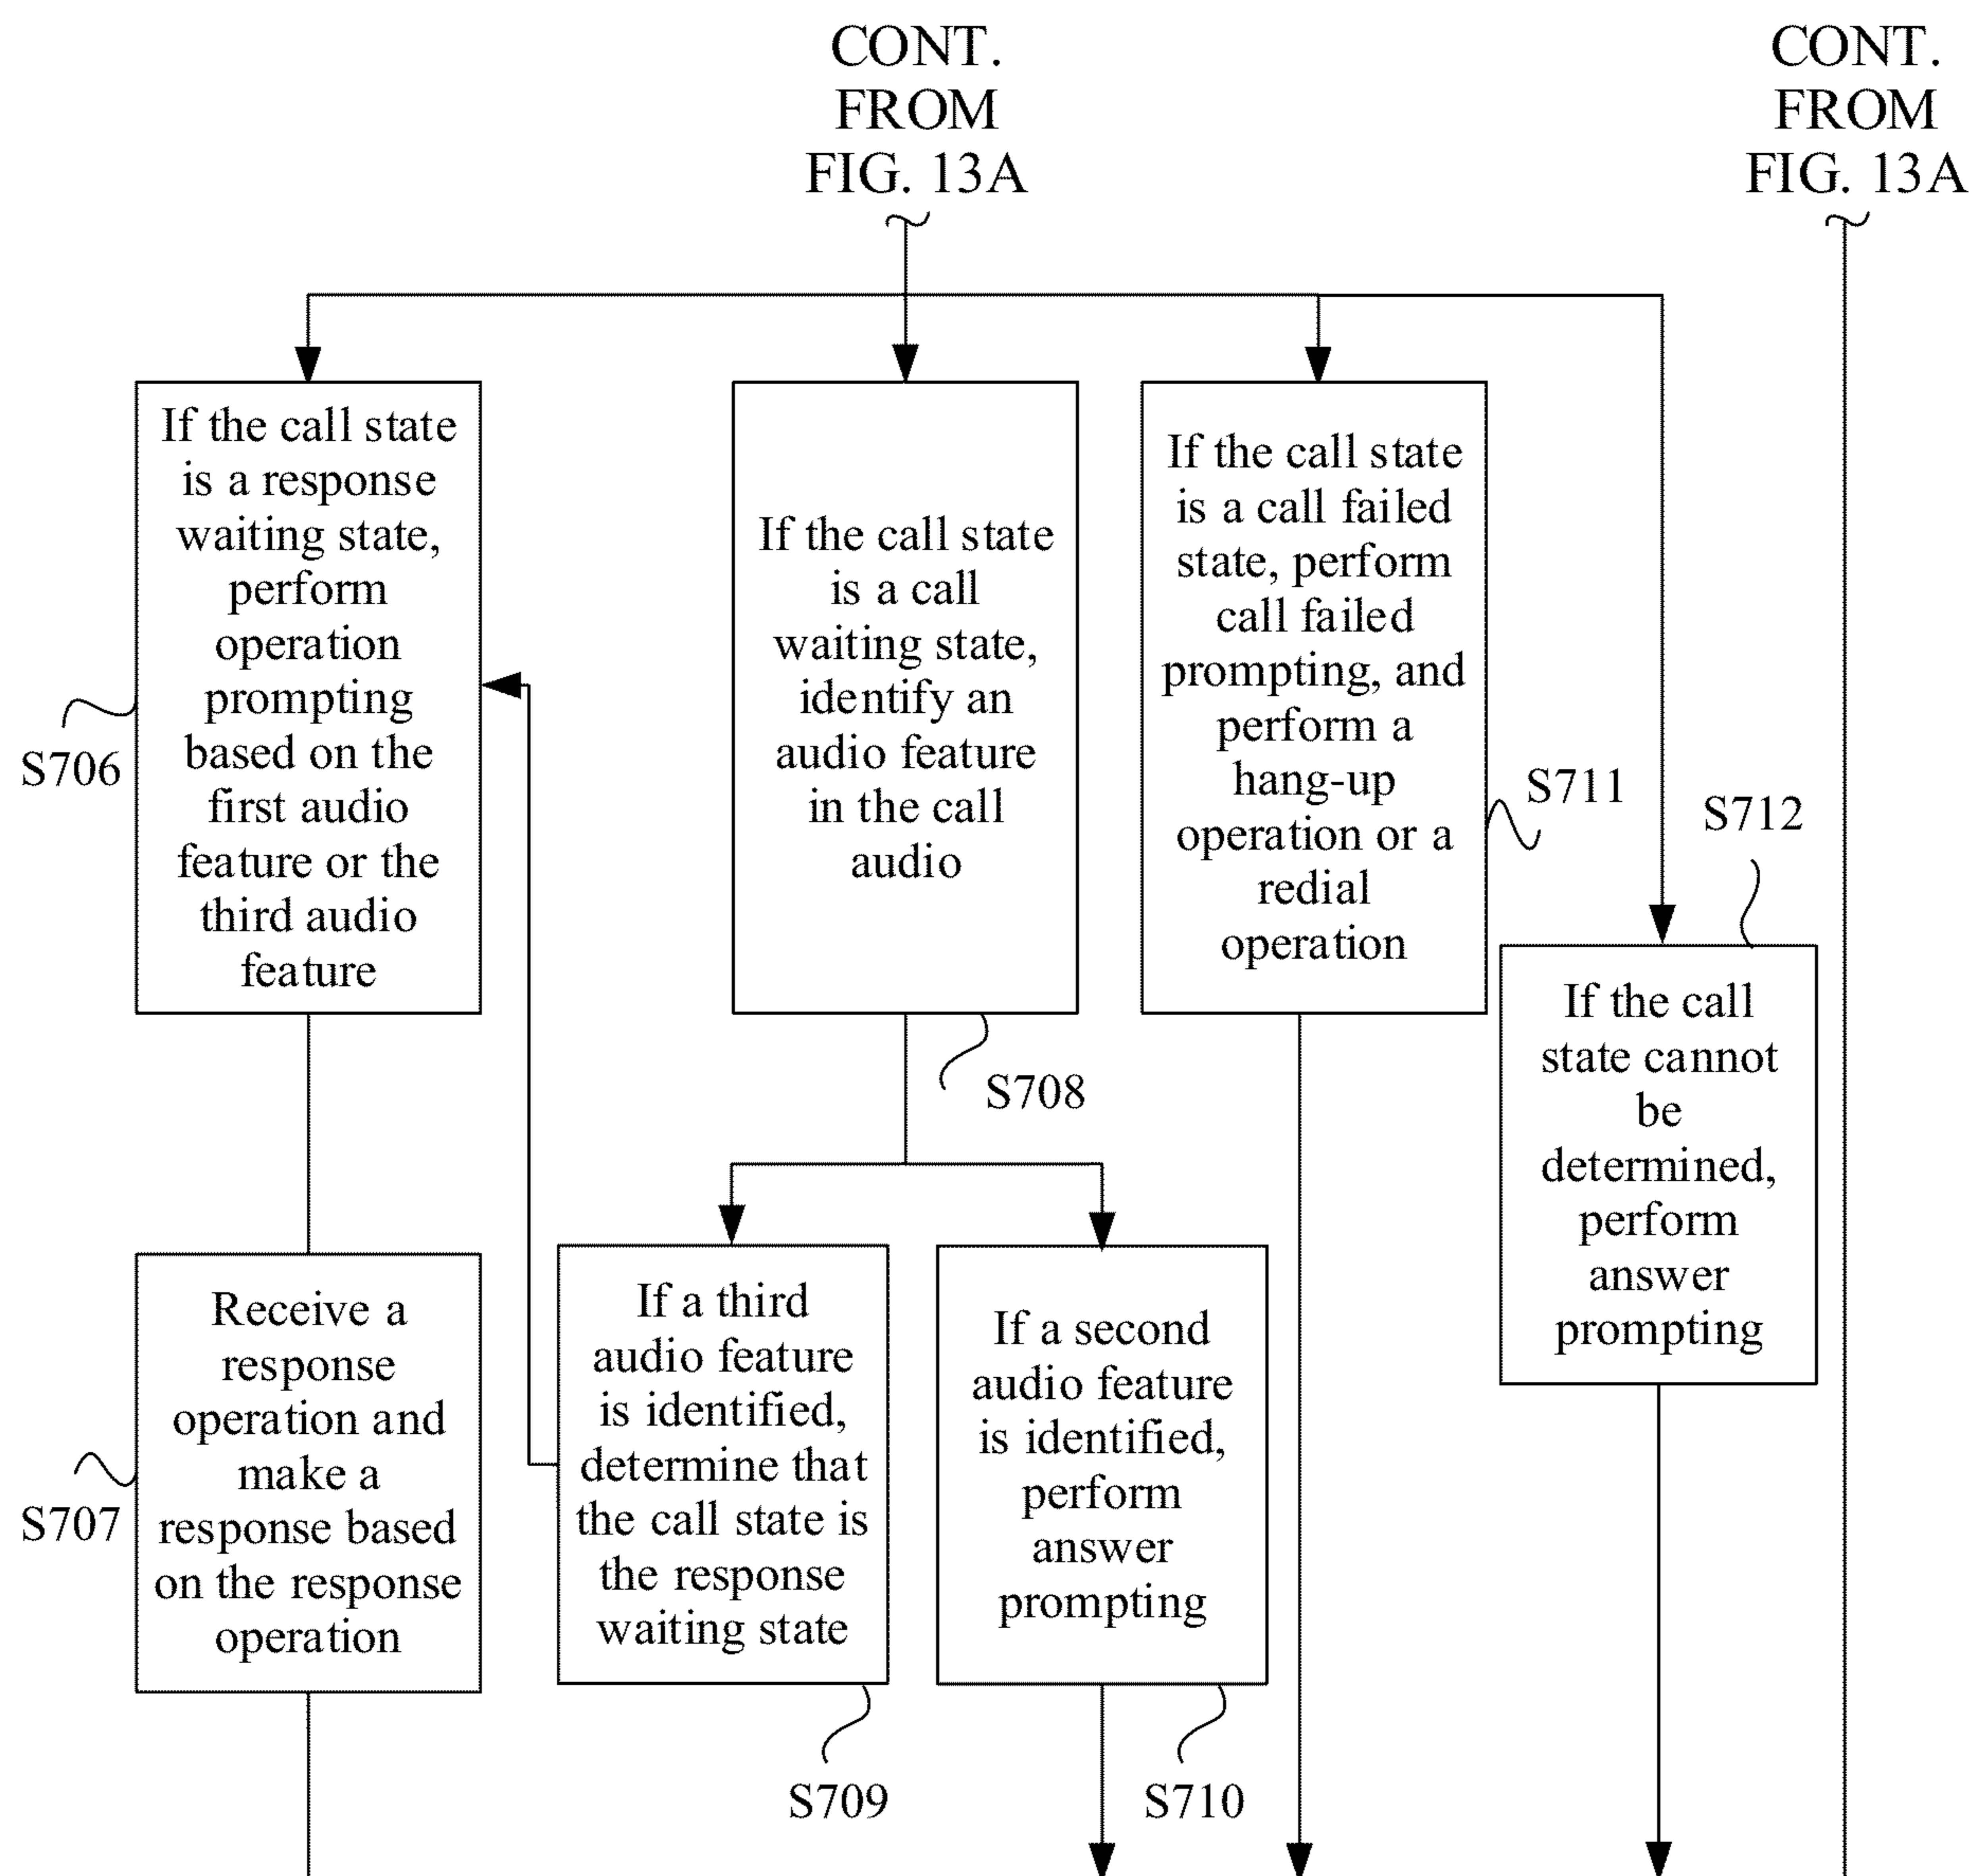 CONT.
FROM
FIG. 13A
CONT.
FROM
FIG. 13A
If the call state
is a response
waiting state,
perform
operation
prompting
based on the
first audio
feature or the
third audio
feature
S706
If the call state
is a call
waiting state,
identify an
audio feature
in the call
audio
S708
If the call state
is a call failed
state, perform
call failed
prompting, and
perform a
hang-up
operation or a
redial
operation
S711
S712
If the call
state cannot
be
determined,
perform
answer
prompting
Receive a
response
operation and
make a
response based
on the response
operation
S707
If a third
audio feature
is identified,
determine that
the call state is
the response
waiting state
S709
If a second
audio feature
is identified,
perform
answer
prompting
S710